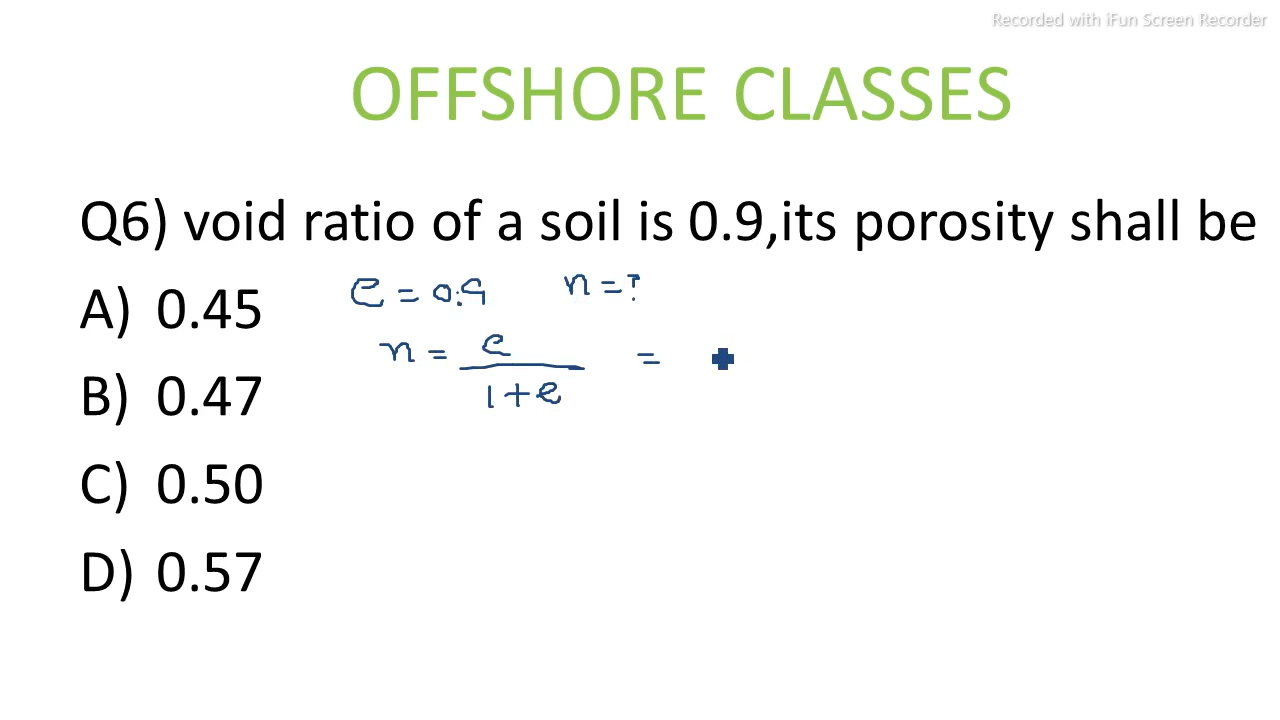 Recorded with iFun Screen Recorder
OFFSHORE CLASSES
Q6) void ratio of a soil is 0.9,its porosity shall be
A) 0.45
e = 0.9 n = ?
n = e / 1+e =
B) 0.47
C) 0.50
D) 0.57